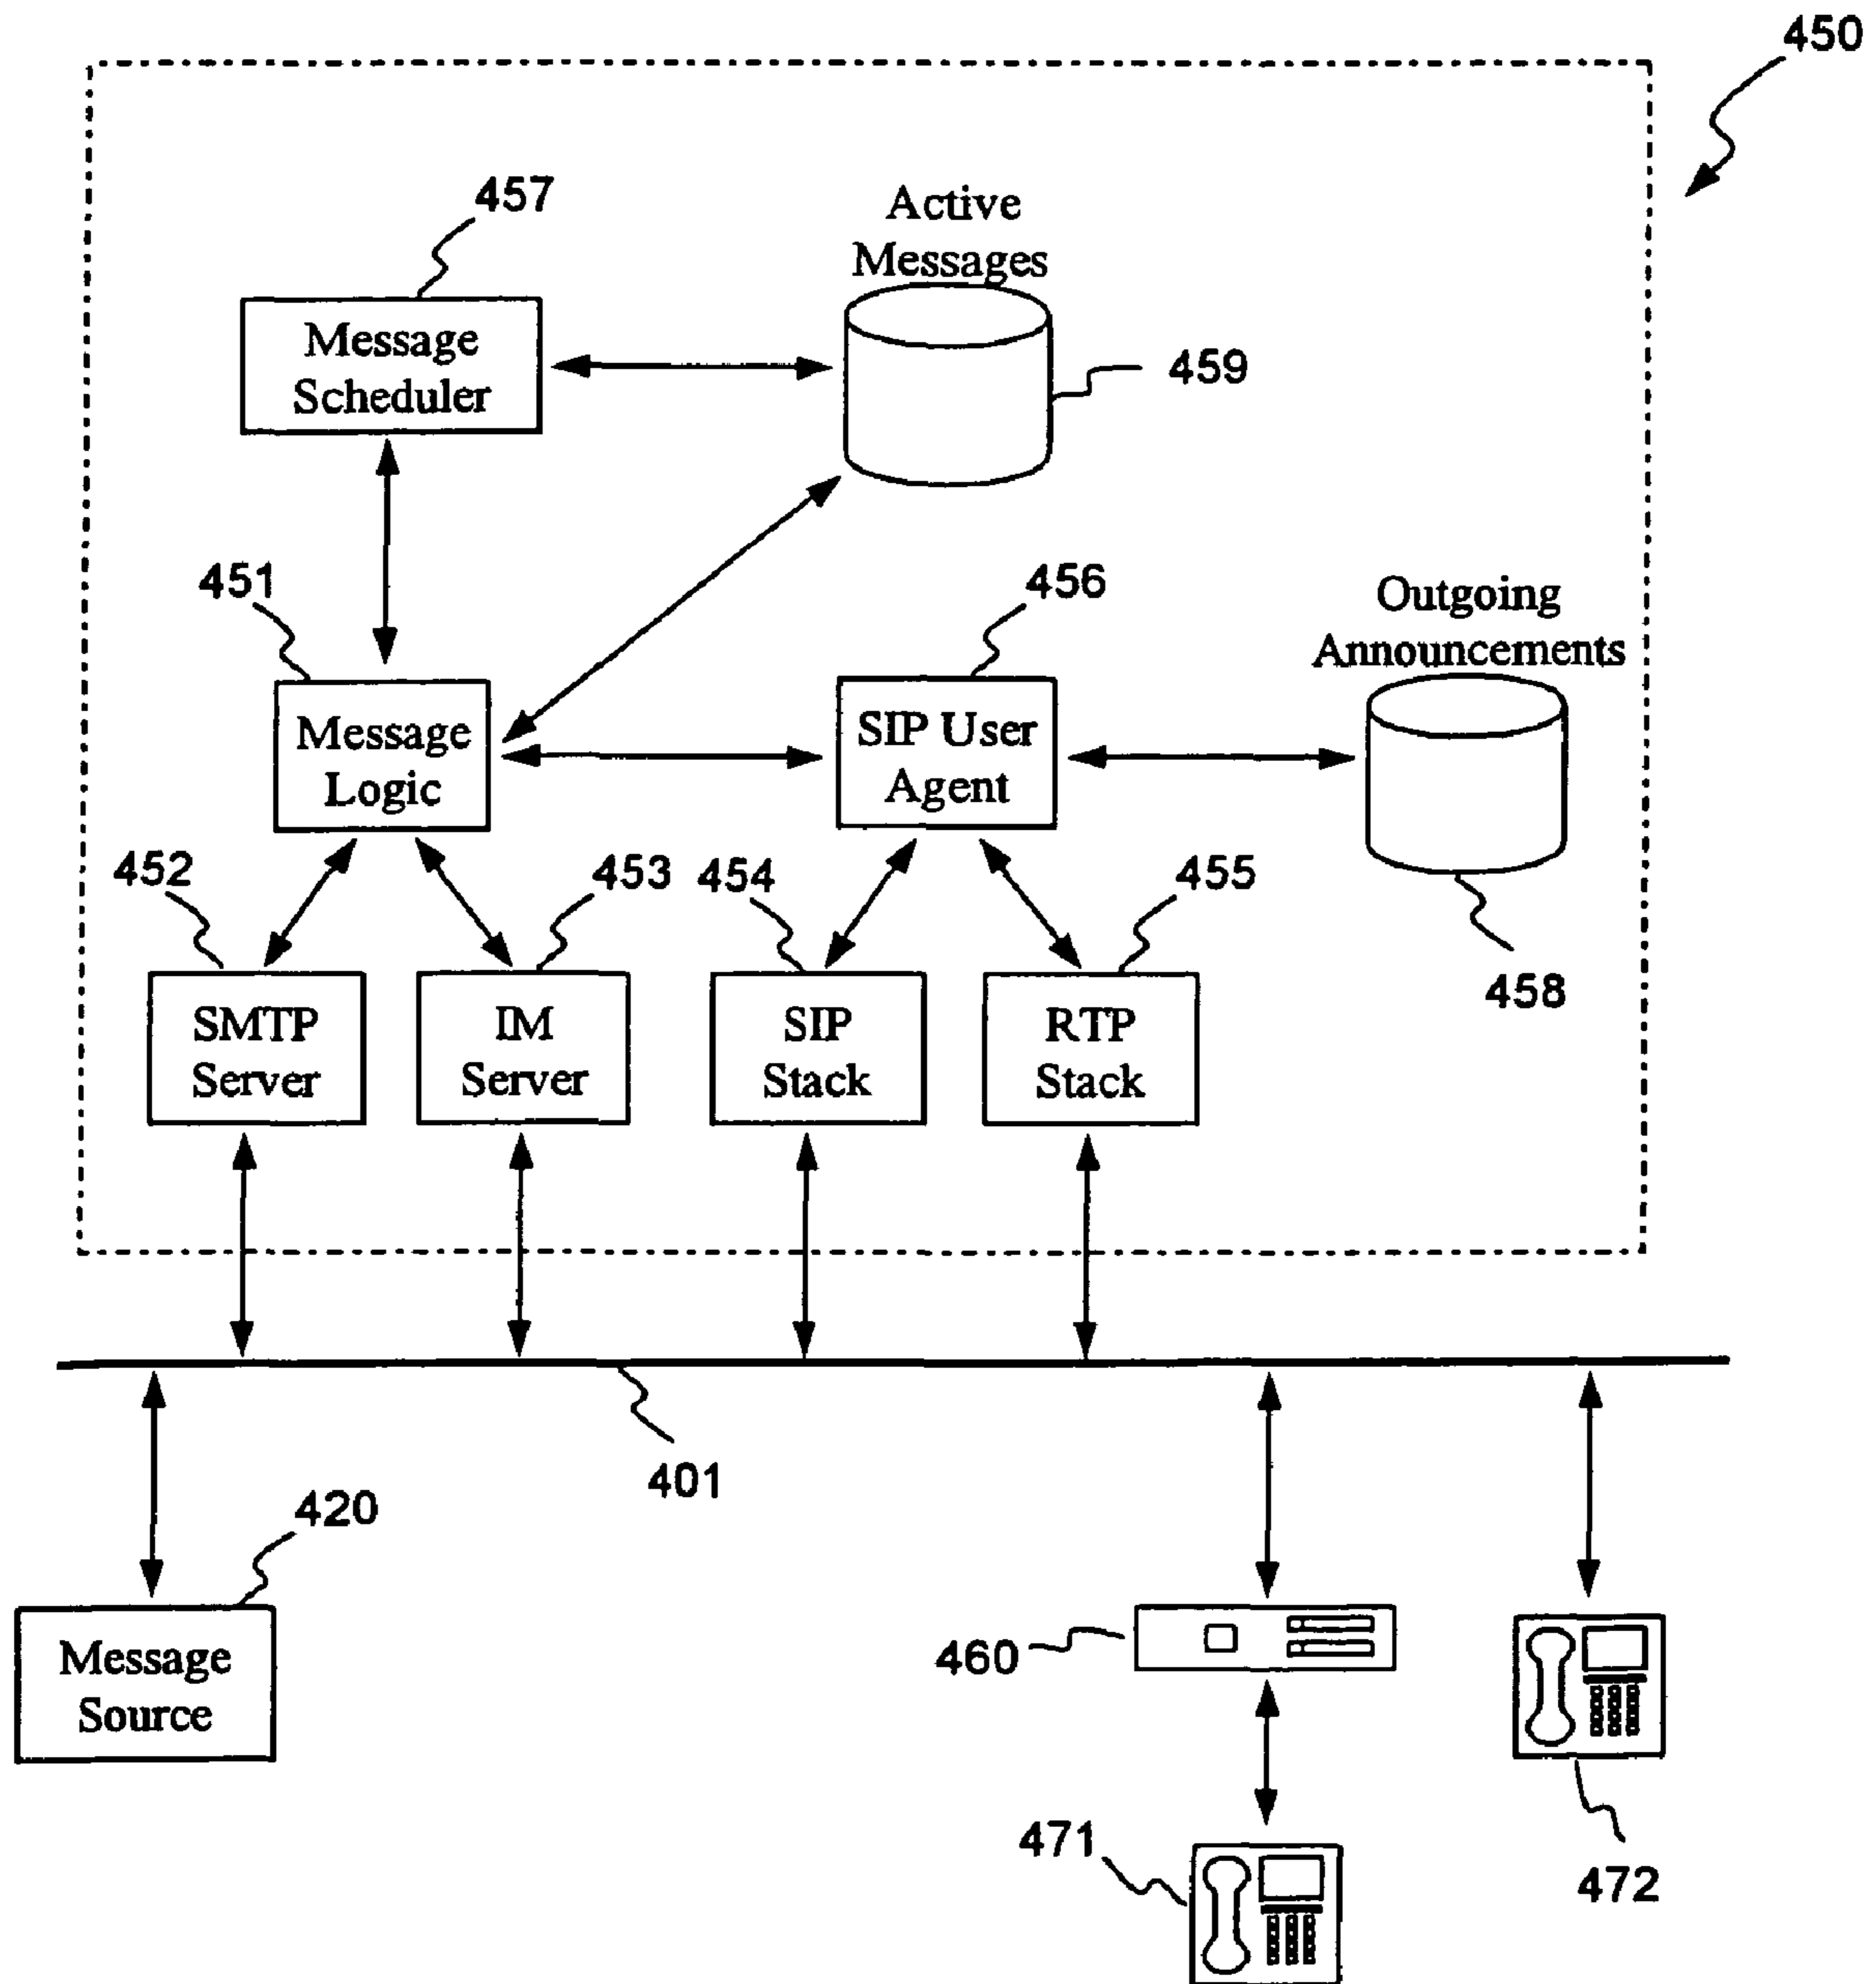 450
457
Active
Messages
Message
Scheduler
459
451
456
Outgoing
Announcements
Message
Logic
SIP User
Agent
452
453
454
455
458
SMTP
Server
IM
Server
SIP
Stack
RTP
Stack
401
420
Message
Source
460
471
472